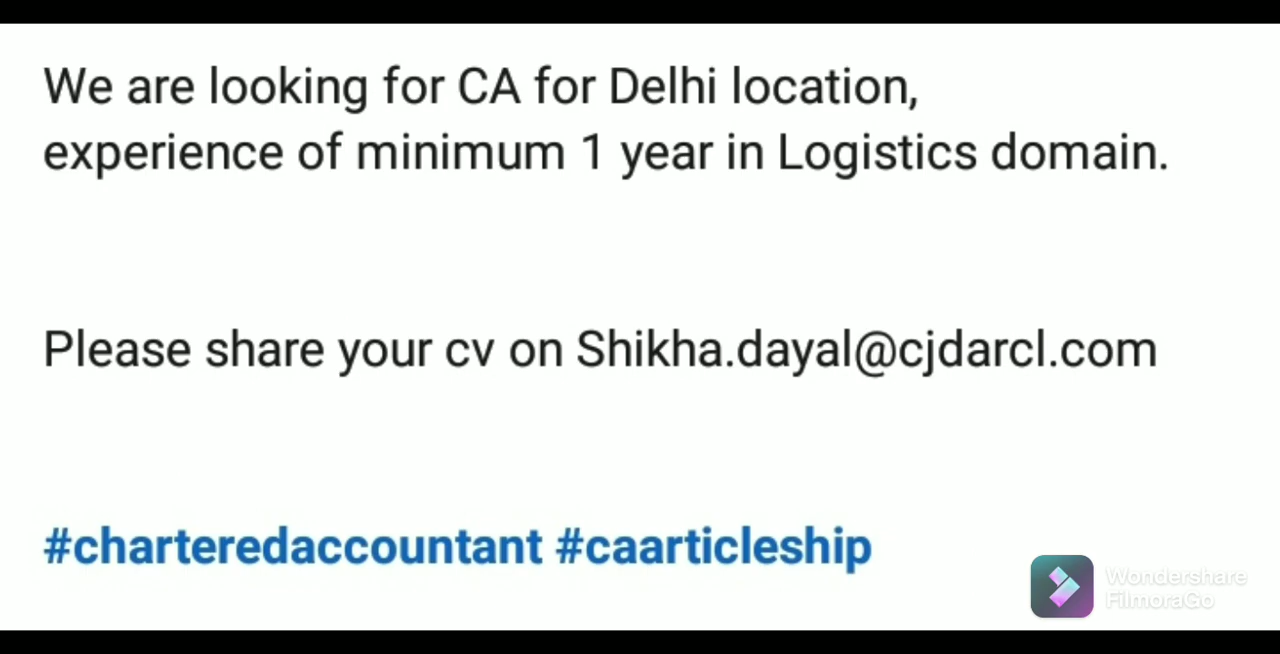 We are looking for CA for Delhi location,
experience of minimum 1 year in Logistics domain.
Please share your cv on Shikha.dayal@cjdarcl.com
#charteredaccountant #caarticleship
Wondershare
FilmoraGo